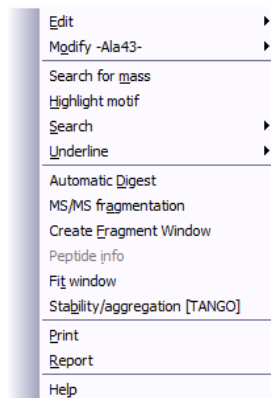 Edit
Modify -Ala43-
Search for mass
Highlight motif
Search
Underline
Automatic Digest
MS/MS fragmentation
Create Fragment Window
Peptide info
Fit window
Stability/aggregation [TANGO]
Print
Report
Help